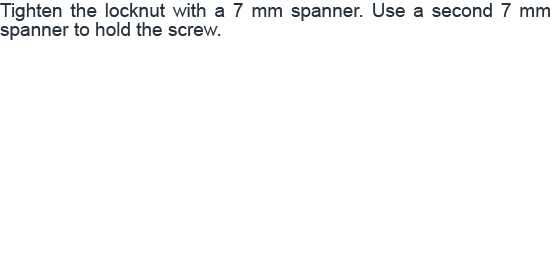 Tighten the locknut with a 7 mm spanner. Use a second 7 mm
spanner to hold the screw.